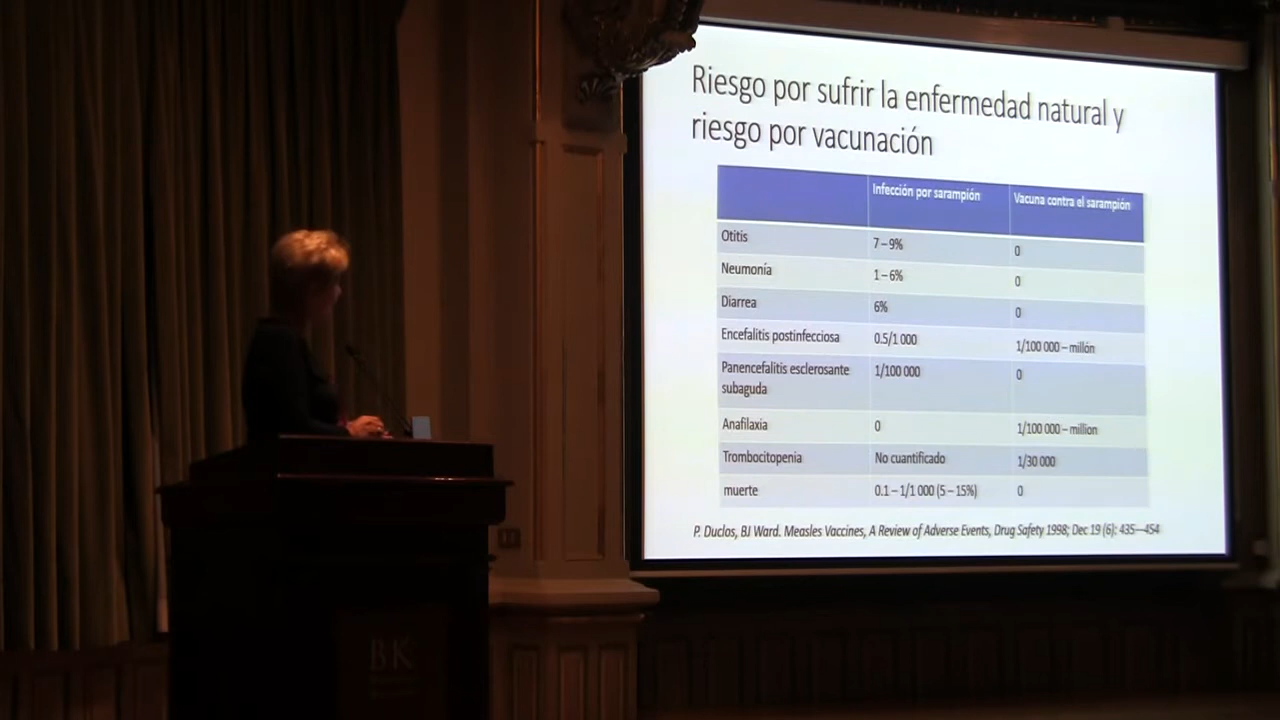 Riesgo por sufrir la enfermedad natural y
riesgo por vacunación
Infección por sarampión Vacuna contra el sarampión
Otitis 7 – 9% 0
Neumonía 1 – 6% 0
Diarrea 6% 0
Encefalitis postinfecciosa 0.5/1 000 1/100 000 – millón
Panencefalitis esclerosante 1/100 000 0
subaguda
Anafilaxia 0 1/100 000 – million
Trombocitopenia No cuantificado 1/30 000
muerte 0.1 – 1/1 000 (5 – 15%) 0
P. Duclos, BJ Ward. Measles Vaccines, A Review of Adverse Events, Drug Safety 1998; Dec 19 (6): 435–454
BK